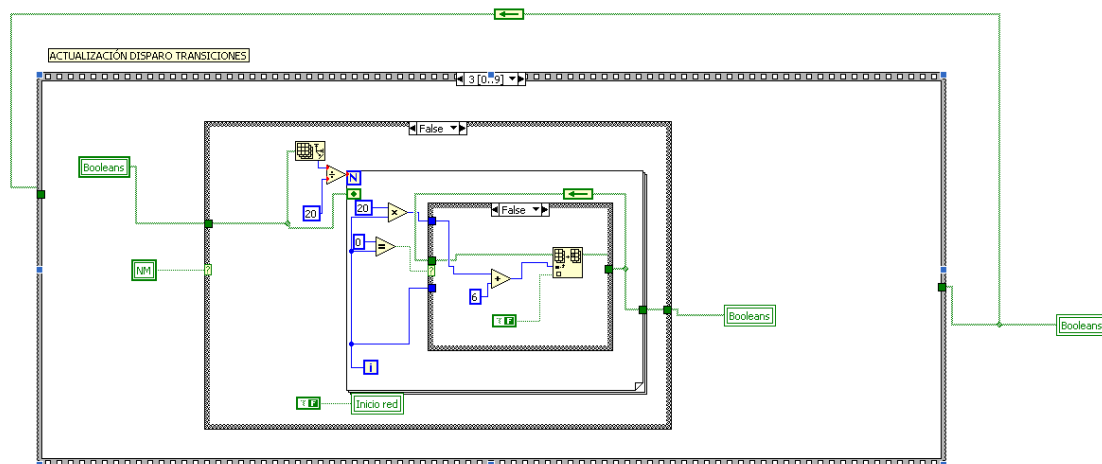 ACTUALIZACIÓN DISPARO TRANSICIONES
3 [0..9]
False
Booleans
N
20
20
×
False
0
=
NM
?
?
+
6
F
Booleans
Booleans
i
F
Inicio red